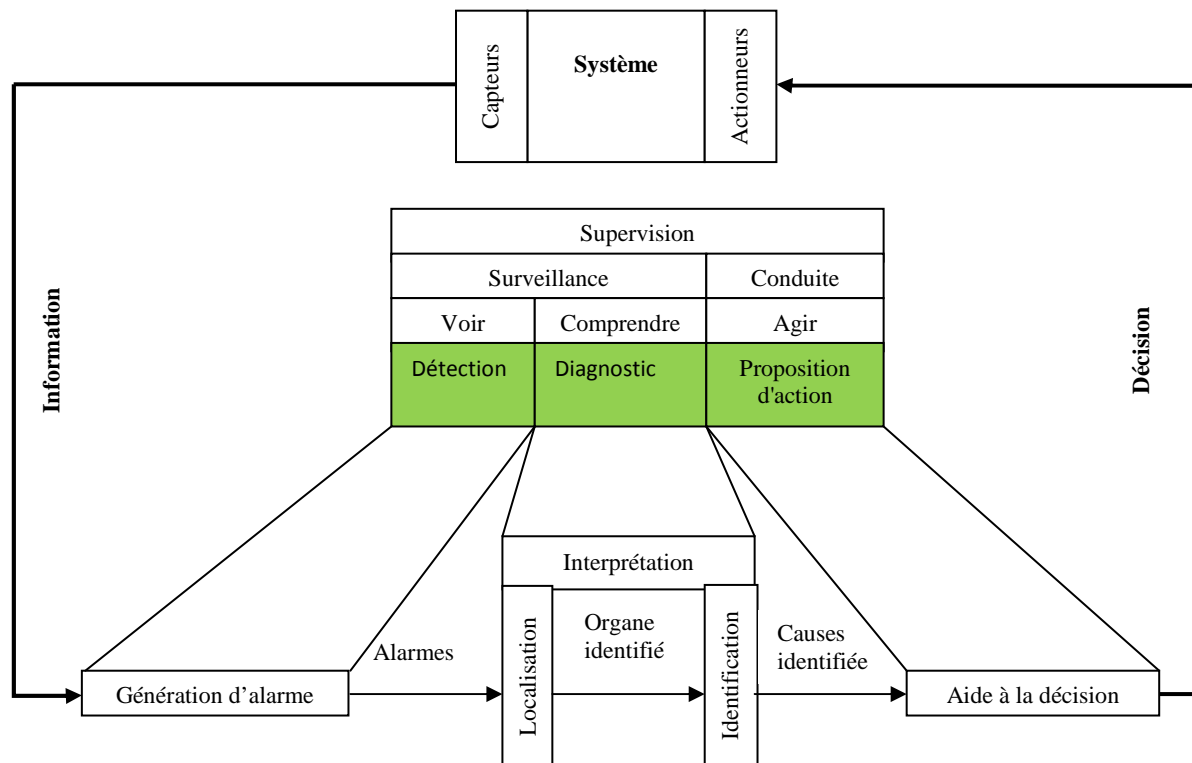 Capteurs
Système
Actionneurs
Information
Décision
Supervision
Surveillance
Conduite
Voir
Comprendre
Agir
Détection
Diagnostic
Proposition
d'action
Interprétation
Alarmes
Localisation
Organe
identifié
Identification
Causes
identifiée
Génération d’alarme
Aide à la décision